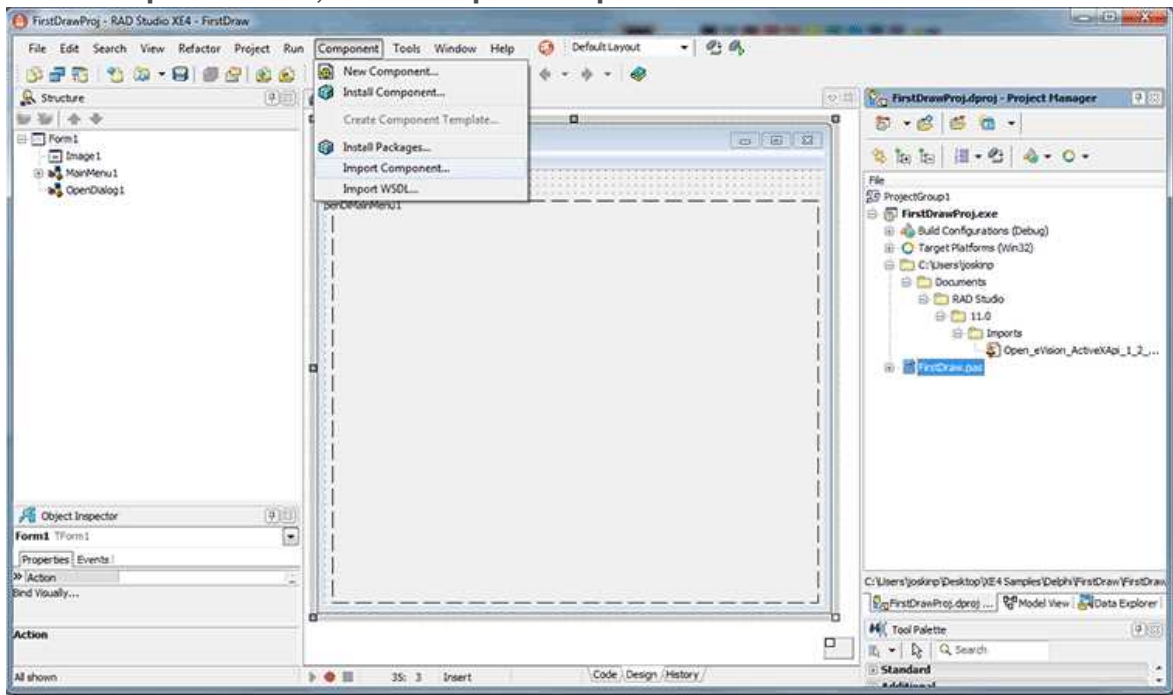 FirstDrawProj - RAD Studio XE4 - FirstDraw
File Edit Search View Refactor Project Run Component Tools Window Help Default Layout
New Component...
Install Component...
Create Component Template...
Install Packages...
Import Component...
Import WSDL...
Structure
Form1
Image1
MainMenu1
OpenDialog1
penDMainMenu1
FirstDrawProj.dproj - Project Manager
File
ProjectGroup1
FirstDrawProj.exe
Build Configurations (Debug)
Target Platforms (Win32)
C:\Users\joskinp
Documents
RAD Studio
11.0
Imports
Open_eVision_ActiveXApi_1_2_...
FirstDraw.pas
Object Inspector
Form1 TForm1
Properties Events
Action
Bind Visually...
Action
All shown
35: 3 Insert
Code Design History
C:\Users\joskinp\Desktop\XE4 Samples\Delphi\FirstDraw\FirstDraw
FirstDrawProj.dproj ... Model View Data Explorer
Tool Palette
Search
Standard
Additional